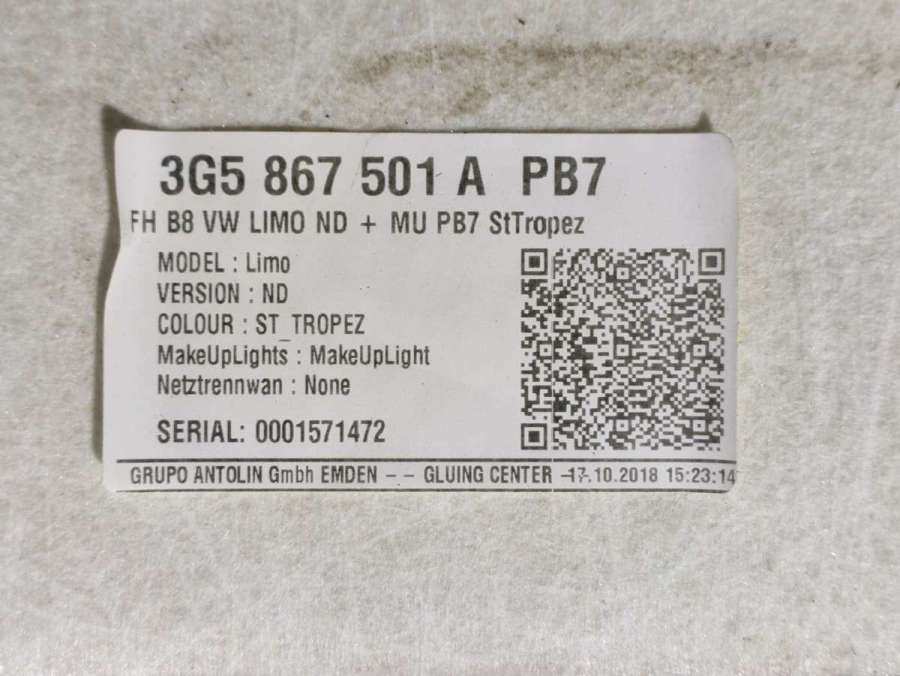 3G5 867 501 A PB7
FH B8 VW LIMO ND + MU PB7 StTropez
MODEL : Limo
VERSION : ND
COLOUR : ST_TROPEZ
MakeUpLights : MakeUpLight
Netztrennwan : None
SERIAL: 0001571472
GRUPO ANTOLIN Gmbh EMDEN -- GLUING CENTER -17.10.2018 15:23:14